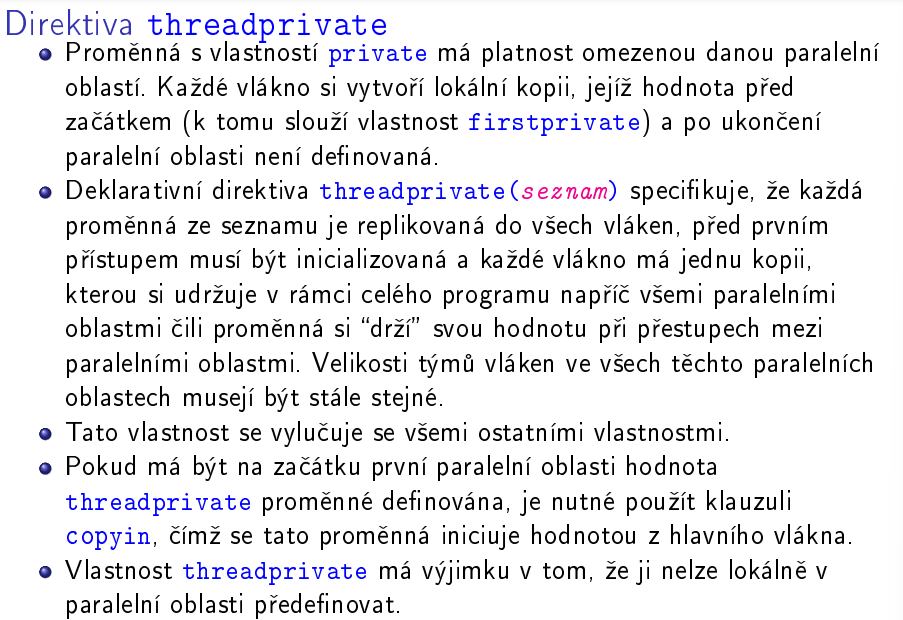 Direktiva threadprivate
Proměnná s vlastností private má platnost omezenou danou paralelní
oblastí. Každé vlákno si vytvoří lokální kopii, jejíž hodnota před
začátkem (k tomu slouží vlastnost firstprivate) a po ukončení
paralelní oblasti není definovaná.
Deklarativní direktiva threadprivate(seznam) specifikuje, že každá
proměnná ze seznamu je replikovaná do všech vláken, před prvním
přístupem musí být inicializovaná a každé vlákno má jednu kopii,
kterou si udržuje v rámci celého programu napříč všemi paralelními
oblastmi čili proměnná si “drží” svou hodnotu při přestupech mezi
paralelními oblastmi. Velikosti týmů vláken ve všech těchto paralelních
oblastech musejí být stále stejné.
Tato vlastnost se vylučuje se všemi ostatními vlastnostmi.
Pokud má být na začátku první paralelní oblasti hodnota
threadprivate proměnné definována, je nutné použít klauzuli
copyin, čímž se tato proměnná iniciuje hodnotou z hlavního vlákna.
Vlastnost threadprivate má výjimku v tom, že ji nelze lokálně v
paralelní oblasti předefinovat.